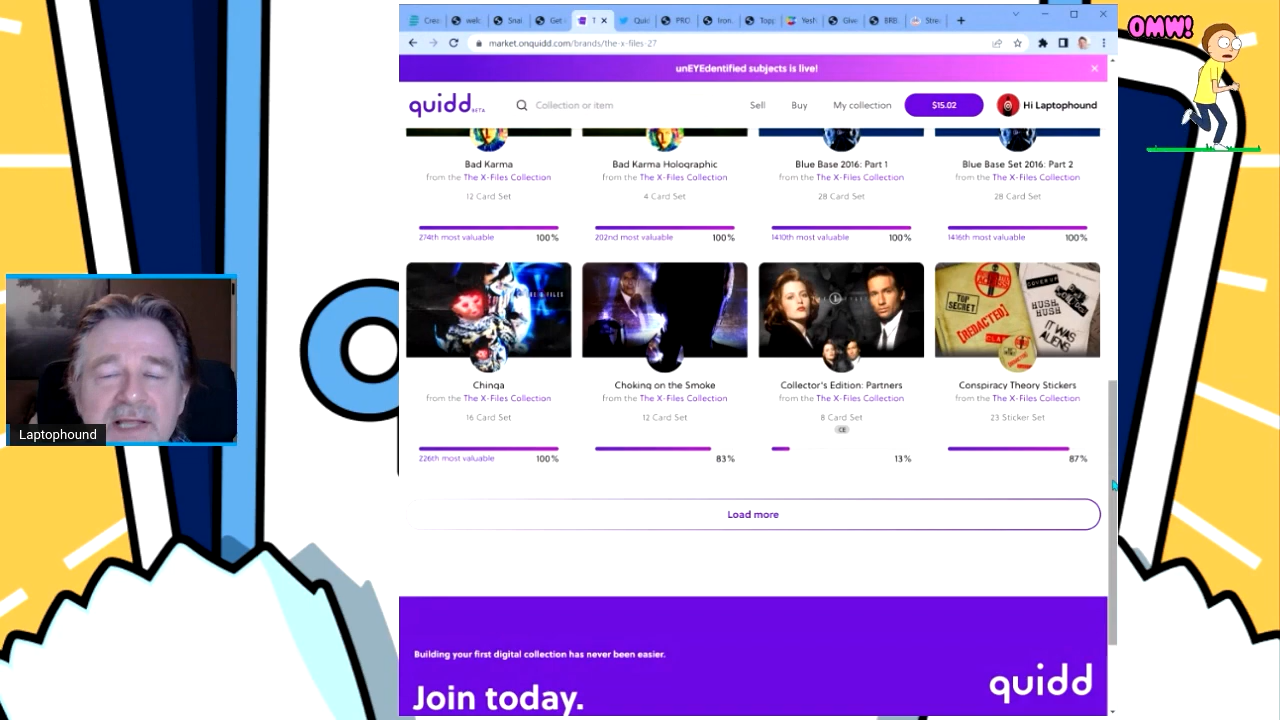 OMW!
market.onquidd.com/brands/the-x-files-27
unEYEdentified subjects is live!
quidd BETA
Collection or item
Sell
Buy
My collection
$15.02
Hi Laptophound
Bad Karma
from the The X-Files Collection
12 Card Set
274th most valuable
100%
Bad Karma Holographic
from the The X-Files Collection
4 Card Set
202nd most valuable
100%
Blue Base 2016: Part 1
from the The X-Files Collection
28 Card Set
1410th most valuable
100%
Blue Base Set 2016: Part 2
from the The X-Files Collection
28 Card Set
1416th most valuable
100%
TOP SECRET
[REDACTED]
HUSH, HUSH
IT WAS ALIENS
Chinga
from the The X-Files Collection
16 Card Set
226th most valuable
100%
Choking on the Smoke
from the The X-Files Collection
12 Card Set
83%
Collector's Edition: Partners
from the The X-Files Collection
8 Card Set
CE
13%
Conspiracy Theory Stickers
from the The X-Files Collection
23 Sticker Set
87%
Laptophound
Load more
Building your first digital collection has never been easier.
Join today.
quidd